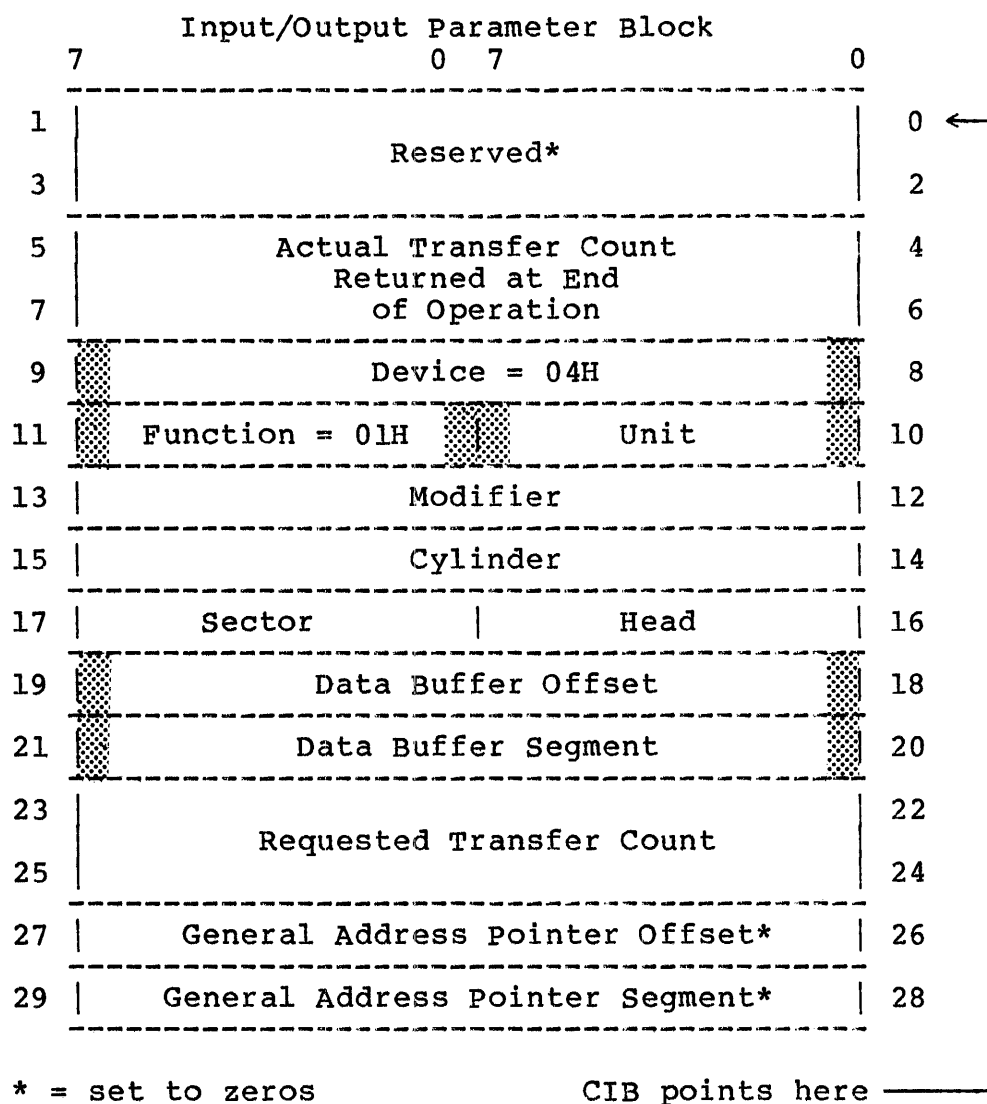 Input/Output Parameter Block
7 0 7 0
1 0
Reserved*
3 2
5 Actual Transfer Count 4
Returned at End
7 of Operation 6
9 Device = 04H 8
11 Function = 01H Unit 10
13 Modifier 12
15 Cylinder 14
17 Sector Head 16
19 Data Buffer Offset 18
21 Data Buffer Segment 20
23 22
Requested Transfer Count
25 24
27 General Address Pointer Offset* 26
29 General Address Pointer Segment* 28
* = set to zeros CIB points here